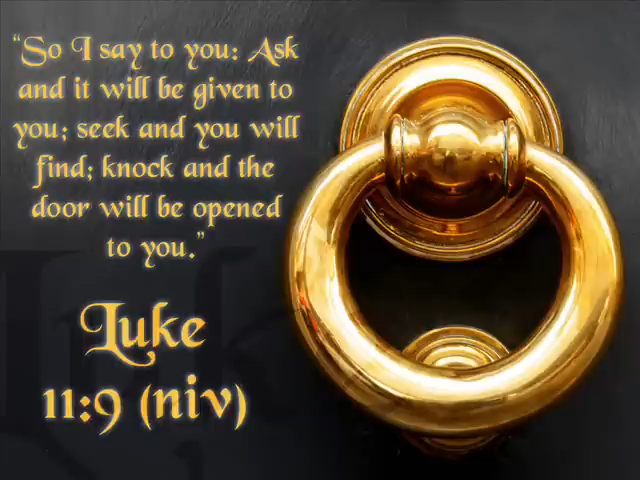 “So I say to you: Ask
and it will be given to
you; seek and you will
find; knock and the
door will be opened
to you.”
Luke
11:9 (niv)